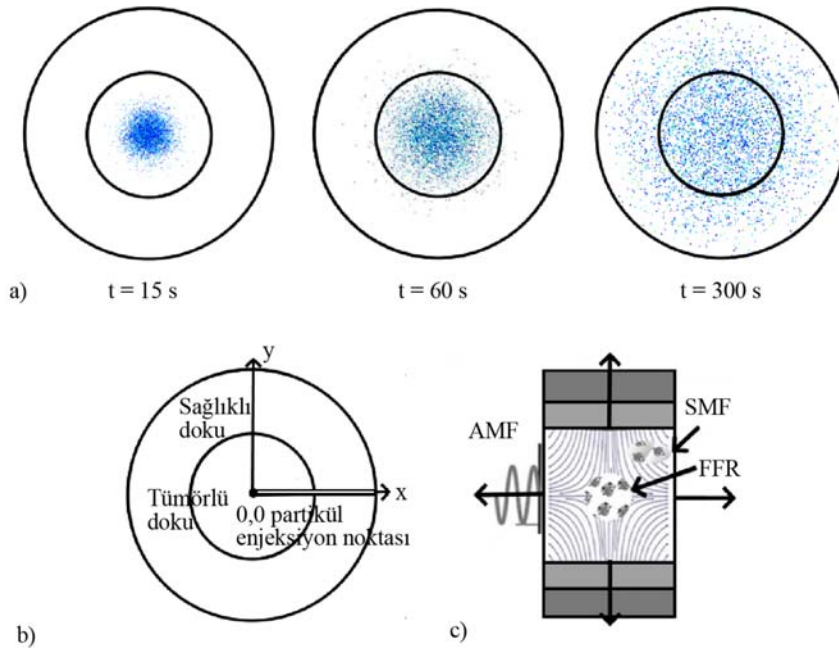 a)
t = 15 s
t = 60 s
t = 300 s
y
Sağlıklı
doku
Tümörlü
doku
x
0,0 partikül
enjeksiyon noktası
b)
AMF
SMF
FFR
c)